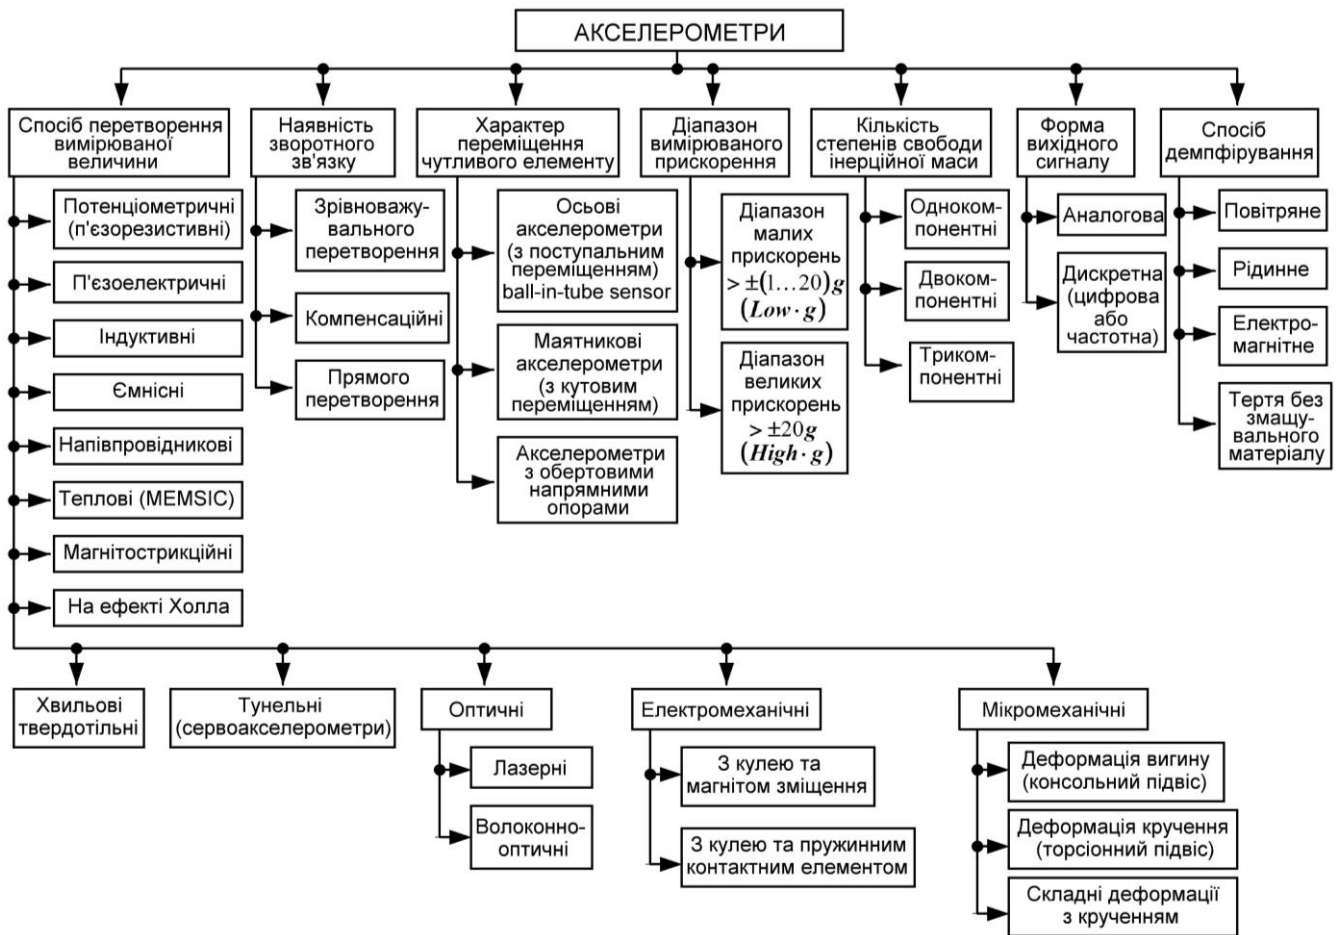 АКСЕЛЕРОМЕТРИ
Спосіб перетворення
вимірюваної
величини
Потенціометричні
(п'єзорезистивні)
П'єзоелектричні
Індуктивні
Ємнісні
Напівпровідникові
Теплові (MEMSIC)
Магнітострикційні
На ефекті Холла
Наявність
зворотного
зв'язку
Зрівноважу-
вального
перетворення
Компенсаційні
Прямого
перетворення
Характер
переміщення
чутливого елементу
Осьові
акселерометри
(з поступальним
переміщенням)
ball-in-tube sensor
Маятникові
акселерометри
(з кутовим
переміщенням)
Акселерометри
з обертовими
напрямними
опорами
Діапазон
вимірюваного
прискорення
Діапазон
малих
прискорень
> ±(1...20)g
(Low · g)
Діапазон
великих
прискорень
> ±20g
(High · g)
Кількість
степенів свободи
інерційної маси
Одноком-
понентні
Двоком-
понентні
Триком-
понентні
Форма
вихідного
сигналу
Аналогова
Дискретна
(цифрова
або
частотна)
Спосіб
демпфірування
Повітряне
Рідинне
Електро-
магнітне
Тертя без
змащу-
вального
матеріалу
Хвильові
твердотільні
Тунельні
(сервоакселерометри)
Оптичні
Лазерні
Волоконно-
оптичні
Електромеханічні
З кулею та
магнітом зміщення
З кулею та пружинним
контактним елементом
Мікромеханічні
Деформація вигину
(консольний підвіс)
Деформація кручення
(торсіонний підвіс)
Складні деформації
з крученням